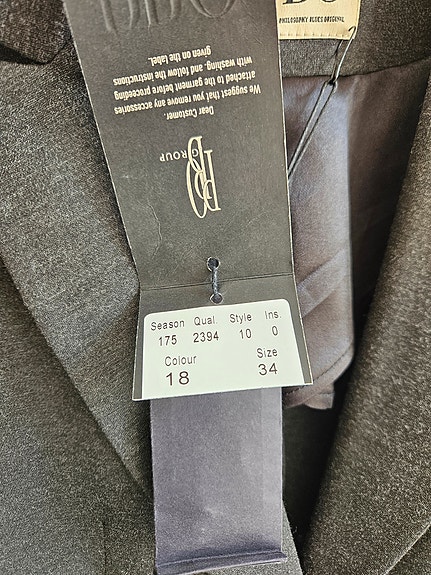 PHILOSOPHY BLUES ORIGINAL
PBO
GROUP
Dear Customer.
We suggest that you remove any accessories
attached to the garment before proceeding
with washing, and follow the instructions
given on the label.
Season Qual. Style Ins.
175 2394 10 0
Colour Size
18 34